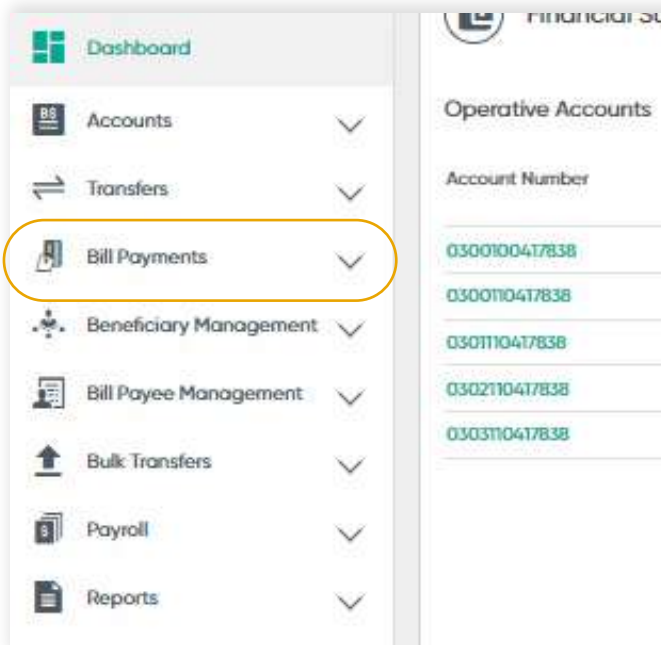 Dashboard
Accounts
Transfers
Bill Payments
Beneficiary Management
Bill Payee Management
Bulk Transfers
Payroll
Reports
Financial
Operative Accounts
Account Number
0300100417838
0300110417838
0301110417838
0302110417838
0303110417838